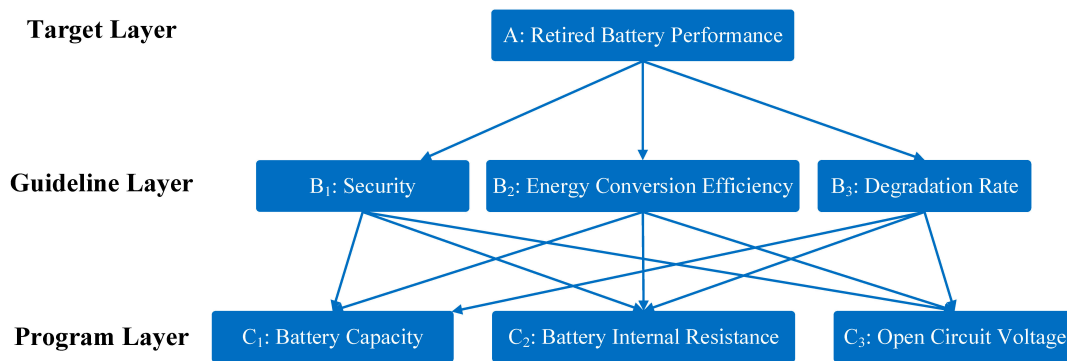 Target Layer
A: Retired Battery Performance
Guideline Layer
B₁: Security
B₂: Energy Conversion Efficiency
B₃: Degradation Rate
Program Layer
C₁: Battery Capacity
C₂: Battery Internal Resistance
C₃: Open Circuit Voltage